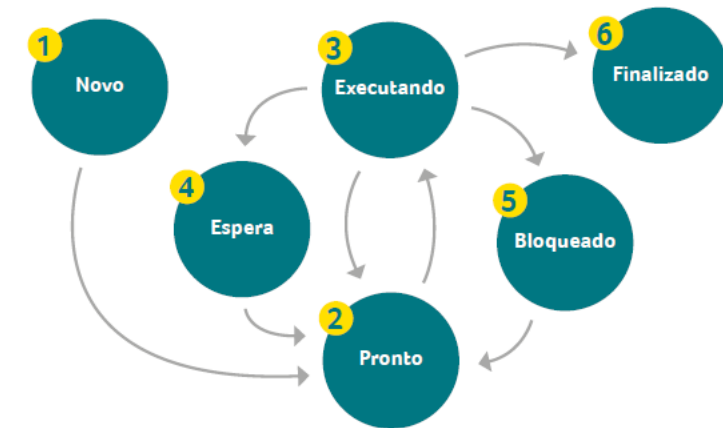 1
Novo
2
Pronto
3
Executando
4
Espera
5
Bloqueado
6
Finalizado